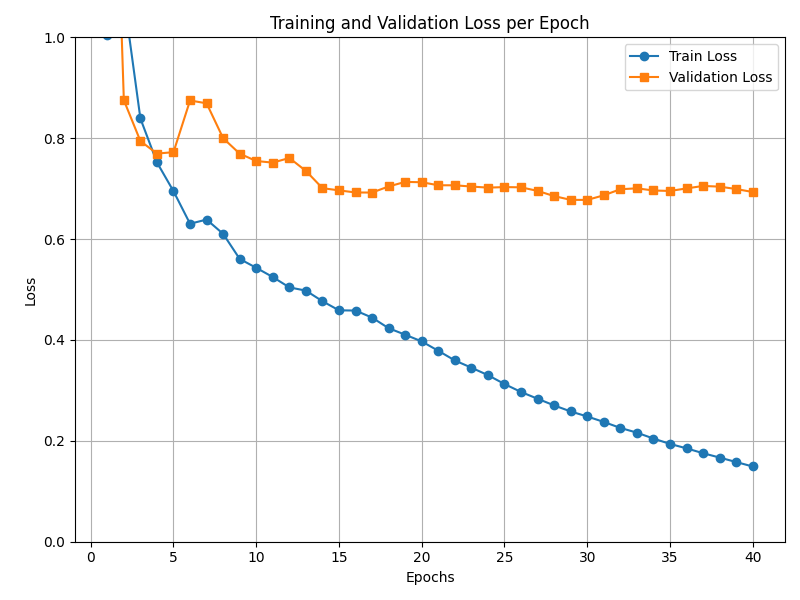 Training and Validation Loss per Epoch
Train Loss
Validation Loss
1.0
0.8
0.6
0.4
0.2
0.0
Loss
0 5 10 15 20 25 30 35 40
Epochs